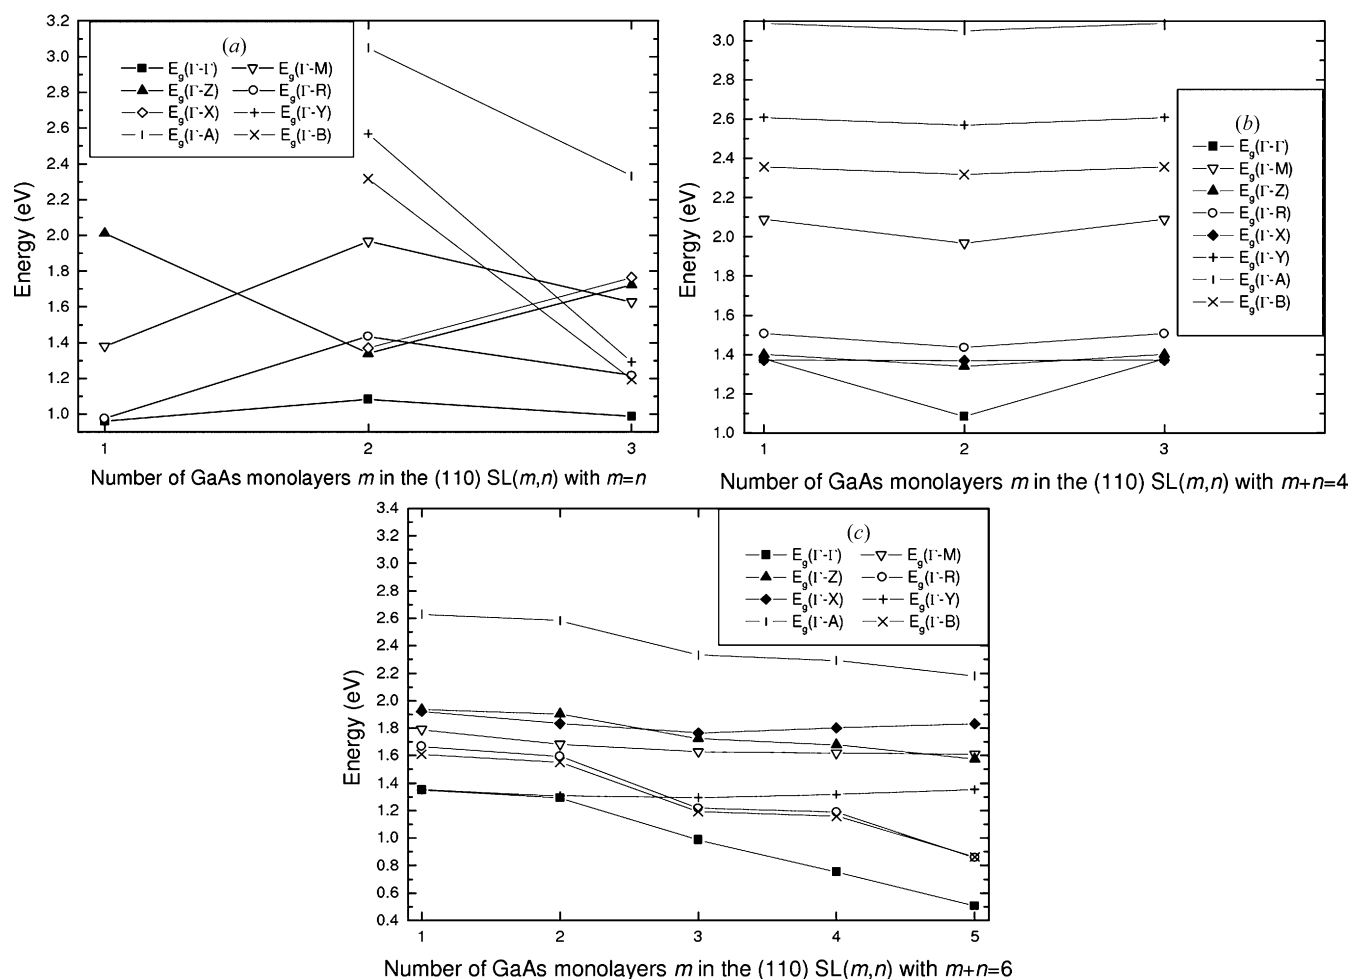 (a)
Eg(Γ-Γ) Eg(Γ-M)
Eg(Γ-Z) Eg(Γ-R)
Eg(Γ-X) Eg(Γ-Y)
Eg(Γ-A) Eg(Γ-B)
Energy (eV)
3.2
3.0
2.8
2.6
2.4
2.2
2.0
1.8
1.6
1.4
1.2
1.0
1 2 3
Number of GaAs monolayers m in the (110) SL(m,n) with m=n
(b)
Eg(Γ-Γ)
Eg(Γ-M)
Eg(Γ-Z)
Eg(Γ-R)
Eg(Γ-X)
Eg(Γ-Y)
Eg(Γ-A)
Eg(Γ-B)
Energy (eV)
3.0
2.8
2.6
2.4
2.2
2.0
1.8
1.6
1.4
1.2
1.0
1 2 3
Number of GaAs monolayers m in the (110) SL(m,n) with m+n=4
(c)
Eg(Γ-Γ) Eg(Γ-M)
Eg(Γ-Z) Eg(Γ-R)
Eg(Γ-X) Eg(Γ-Y)
Eg(Γ-A) Eg(Γ-B)
Energy (eV)
3.4
3.2
3.0
2.8
2.6
2.4
2.2
2.0
1.8
1.6
1.4
1.2
1.0
0.8
0.6
0.4
1 2 3 4 5
Number of GaAs monolayers m in the (110) SL(m,n) with m+n=6